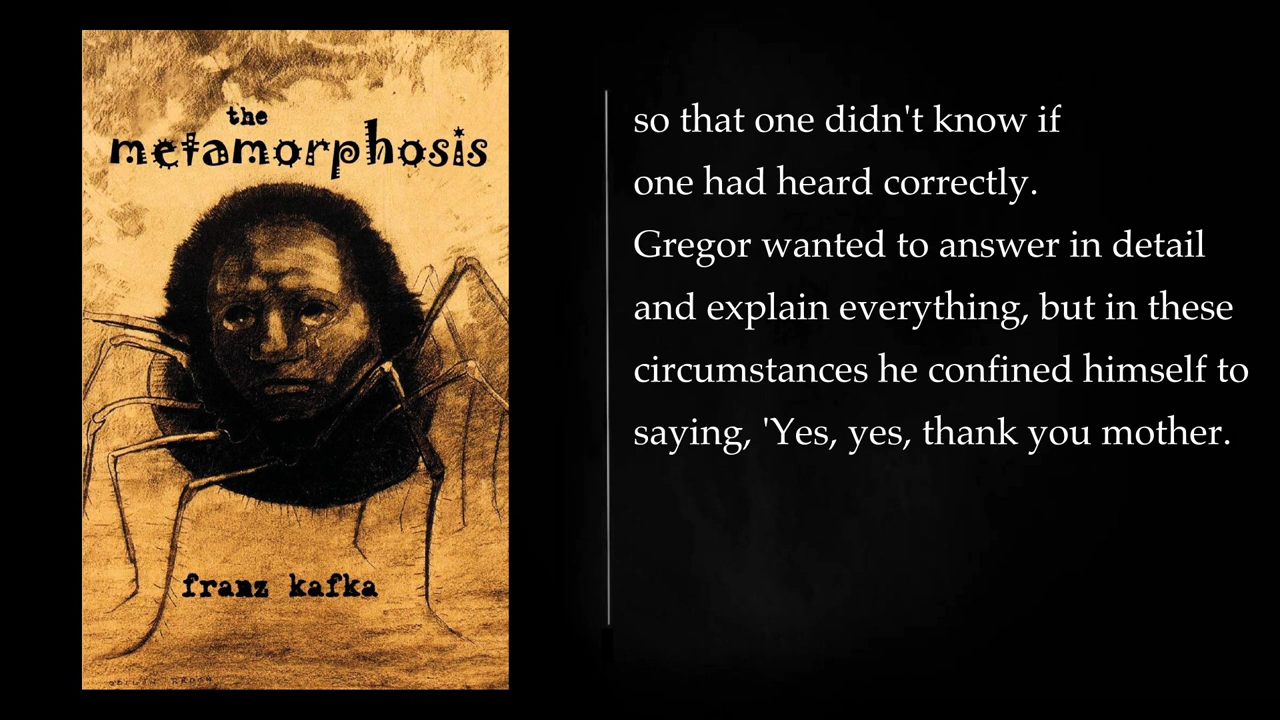 the
metamorphosis
franz kafka
so that one didn't know if
one had heard correctly.
Gregor wanted to answer in detail
and explain everything, but in these
circumstances he confined himself to
saying, 'Yes, yes, thank you mother.